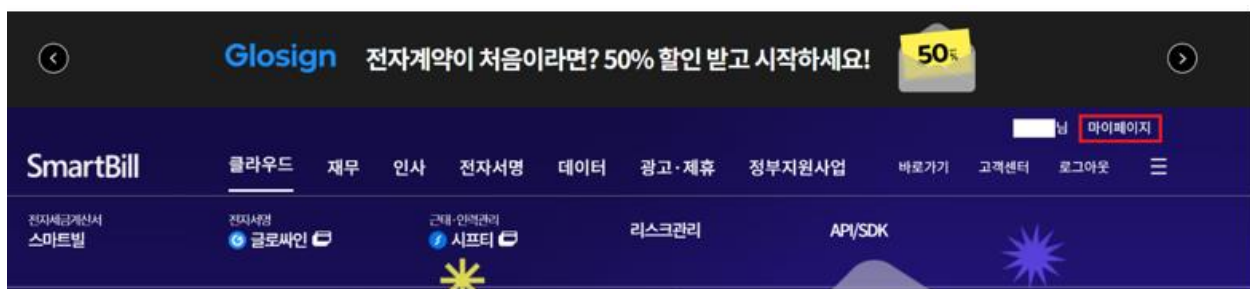 Glosign 전자계약이 처음이라면? 50% 할인 받고 시작하세요! 50%
님 마이페이지
SmartBill 클라우드 재무 인사 전자서명 데이터 광고·제휴 정부지원사업 바로가기 고객센터 로그아웃
전자세금계산서 전자서명 근태·인력관리
스마트빌 글로싸인 시프티 리스크관리 API/SDK